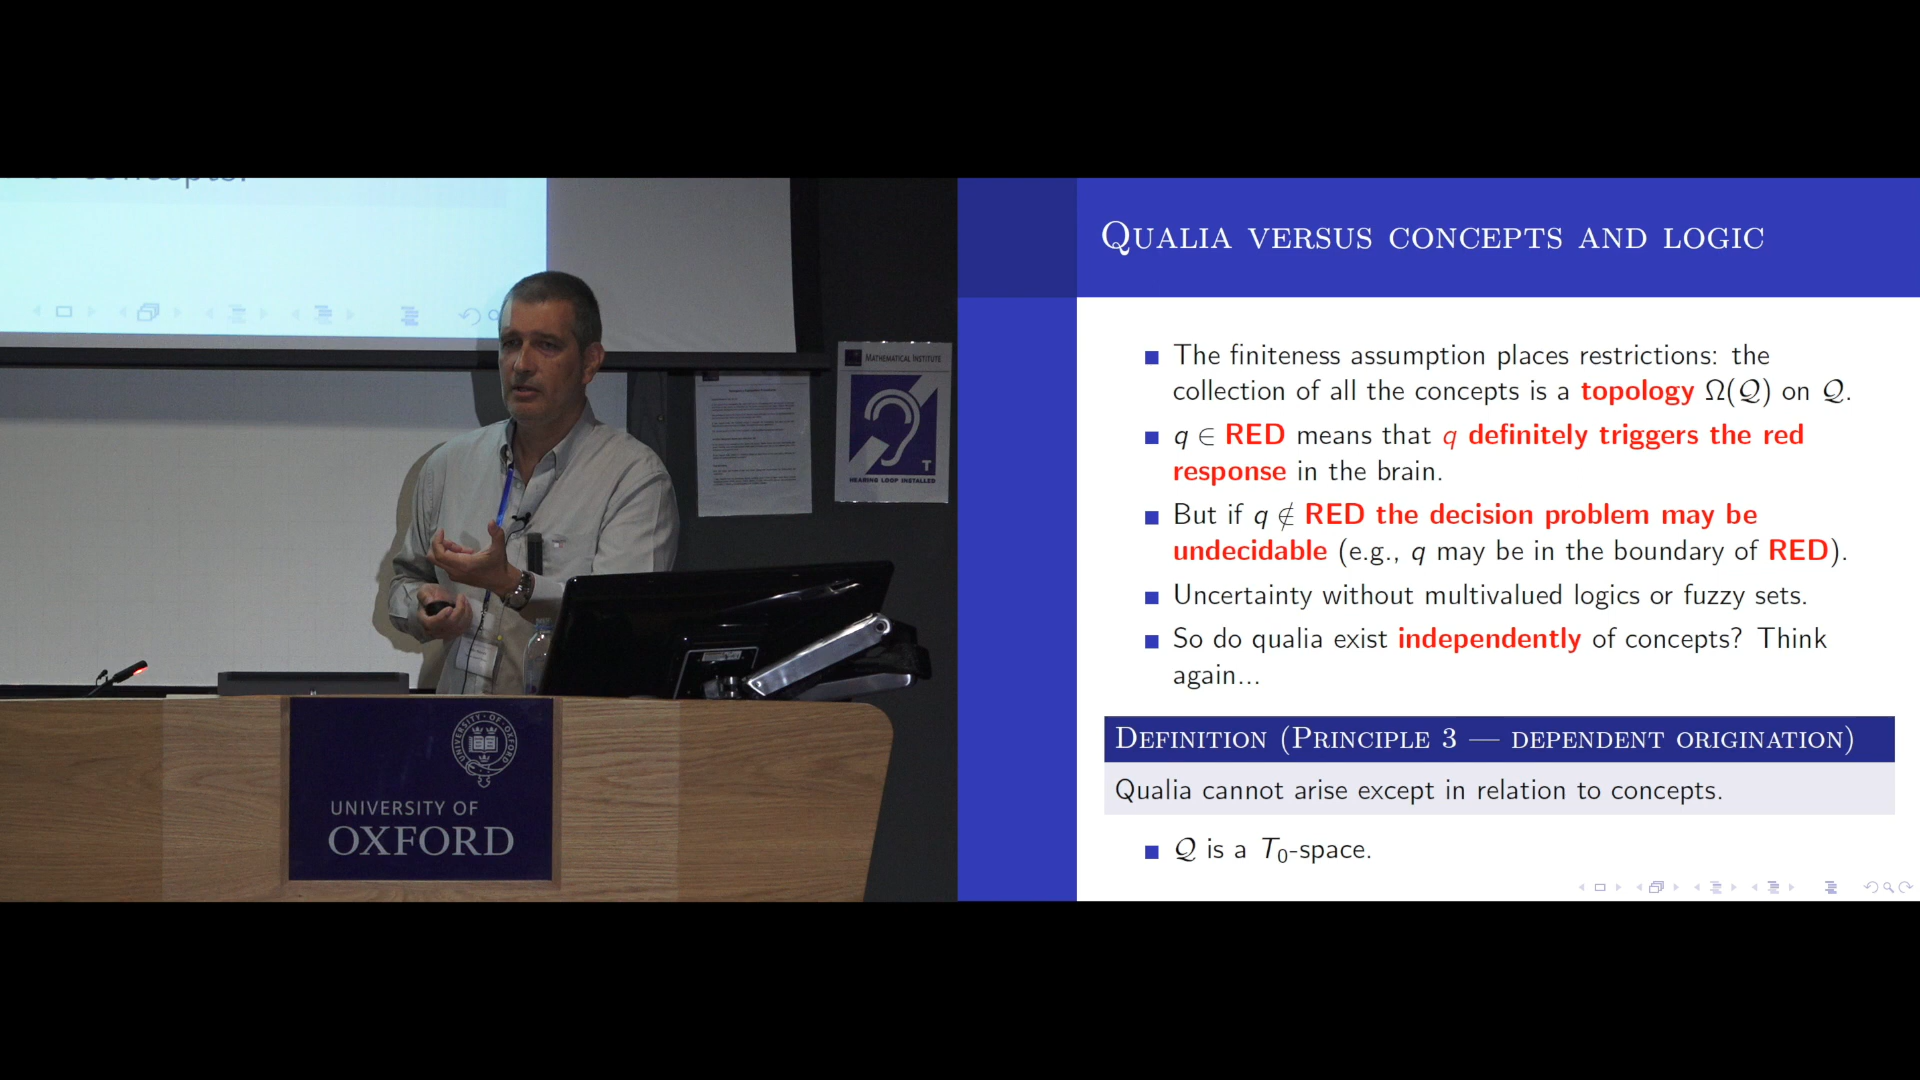 concepts.
MATHEMATICAL INSTITUTE
T
HEARING LOOP INSTALLED
UNIVERSITY OF
OXFORD
QUALIA VERSUS CONCEPTS AND LOGIC
The finiteness assumption places restrictions: the
collection of all the concepts is a topology Ω(𝒬) on 𝒬.
q ∈ RED means that q definitely triggers the red
response in the brain.
But if q ∉ RED the decision problem may be
undecidable (e.g., q may be in the boundary of RED).
Uncertainty without multivalued logics or fuzzy sets.
So do qualia exist independently of concepts? Think
again...
DEFINITION (PRINCIPLE 3 — DEPENDENT ORIGINATION)
Qualia cannot arise except in relation to concepts.
𝒬 is a T₀-space.